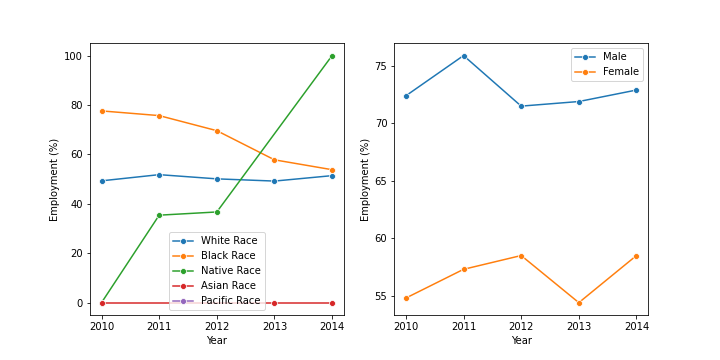 100
80
60
40
20
0
Employment (%)
2010 2011 2012 2013 2014
Year
White Race
Black Race
Native Race
Asian Race
Pacific Race
75
70
65
60
55
Employment (%)
2010 2011 2012 2013 2014
Year
Male
Female